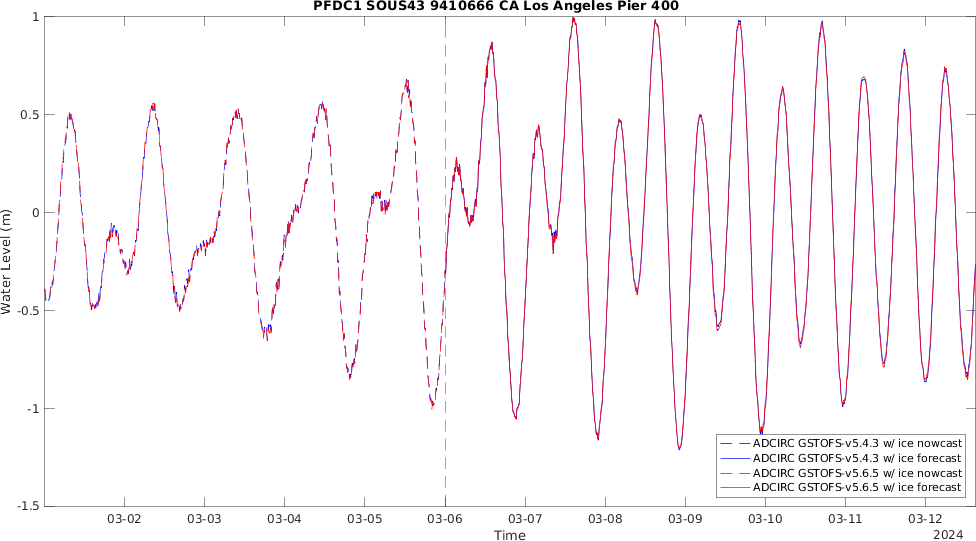 PFDC1 SOUS43 9410666 CA Los Angeles Pier 400
1
0.5
0
-0.5
-1
-1.5
Water Level (m)
03-02 03-03 03-04 03-05 03-06 03-07 03-08 03-09 03-10 03-11 03-12
Time
2024
ADCIRC GSTOFS-v5.4.3 w/ ice nowcast
ADCIRC GSTOFS-v5.4.3 w/ ice forecast
ADCIRC GSTOFS-v5.6.5 w/ ice nowcast
ADCIRC GSTOFS-v5.6.5 w/ ice forecast